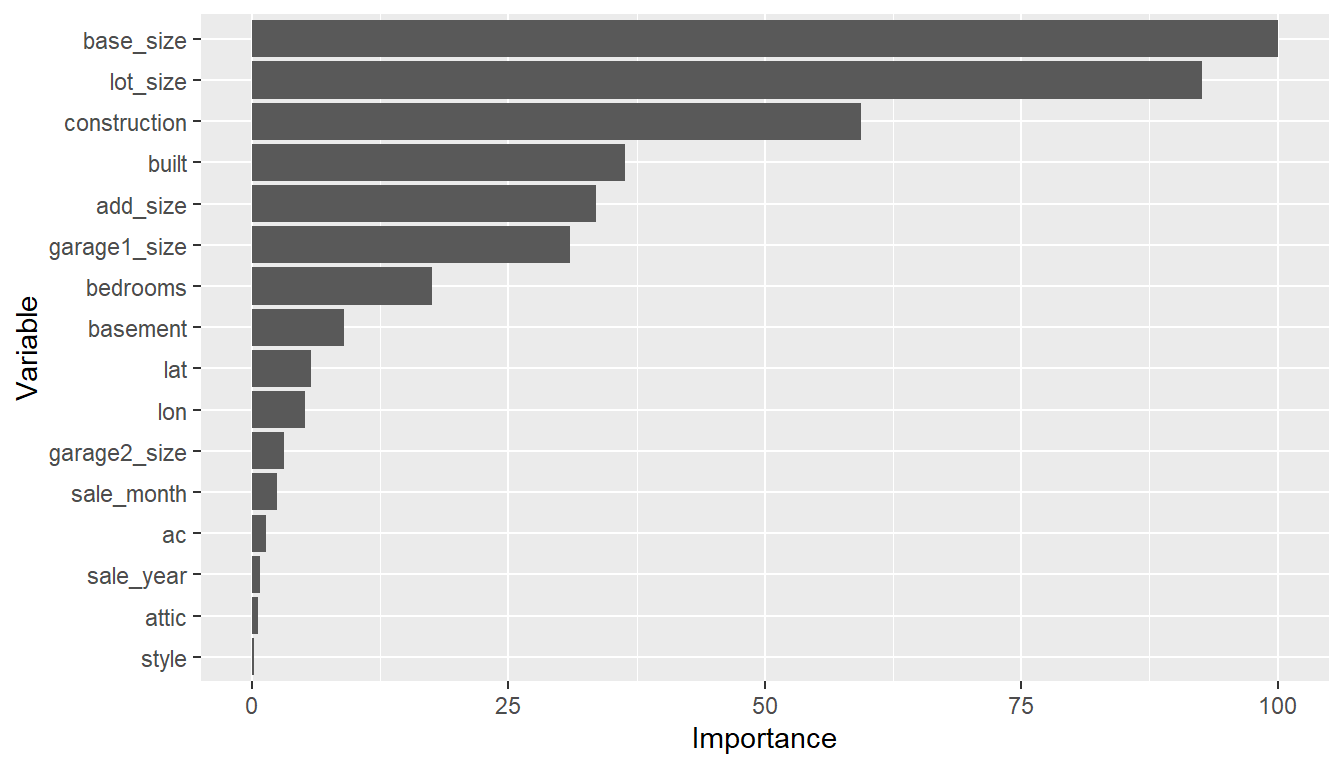 base_size
lot_size
construction
built
add_size
garage1_size
bedrooms
basement
lat
lon
garage2_size
sale_month
ac
sale_year
attic
style
Variable
0 25 50 75 100
Importance